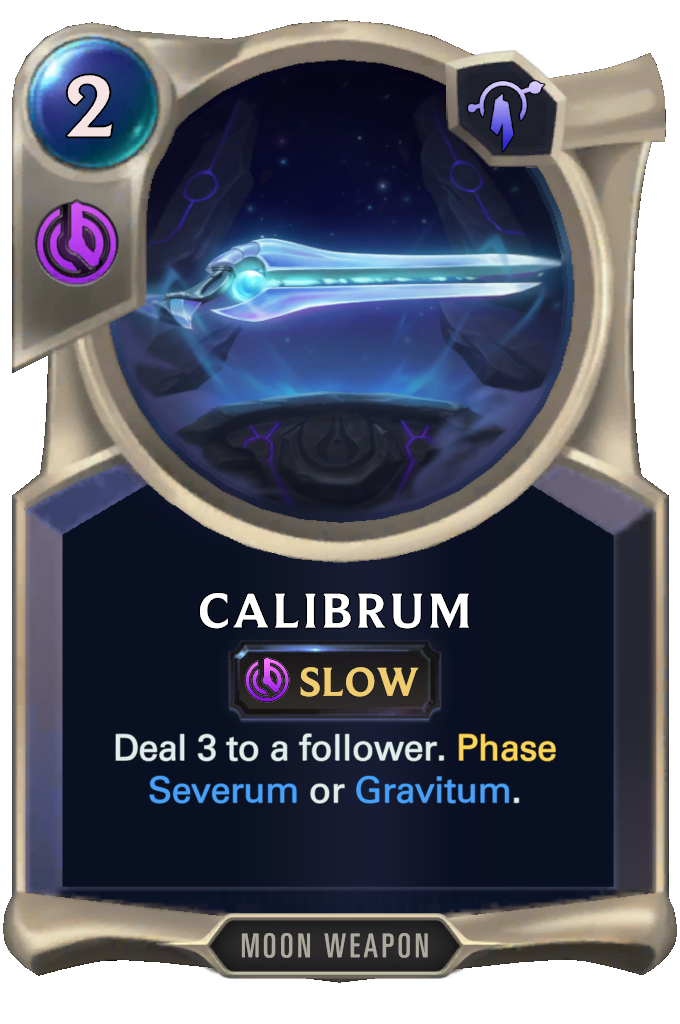 2
CALIBRUM
SLOW
Deal 3 to a follower. Phase
Severum or Gravitum.
MOON WEAPON